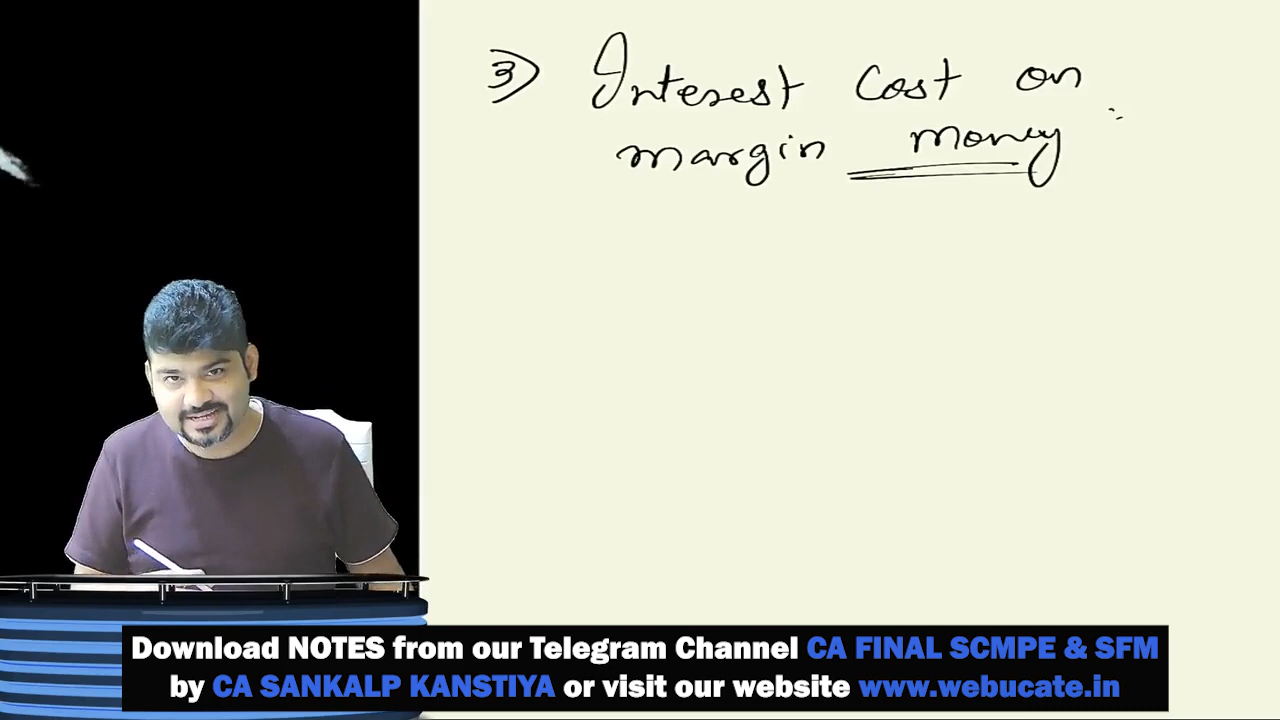 3) Interest Cost on
margin money :
Download NOTES from our Telegram Channel CA FINAL SCMPE & SFM
by CA SANKALP KANSTIYA or visit our website www.webucate.in